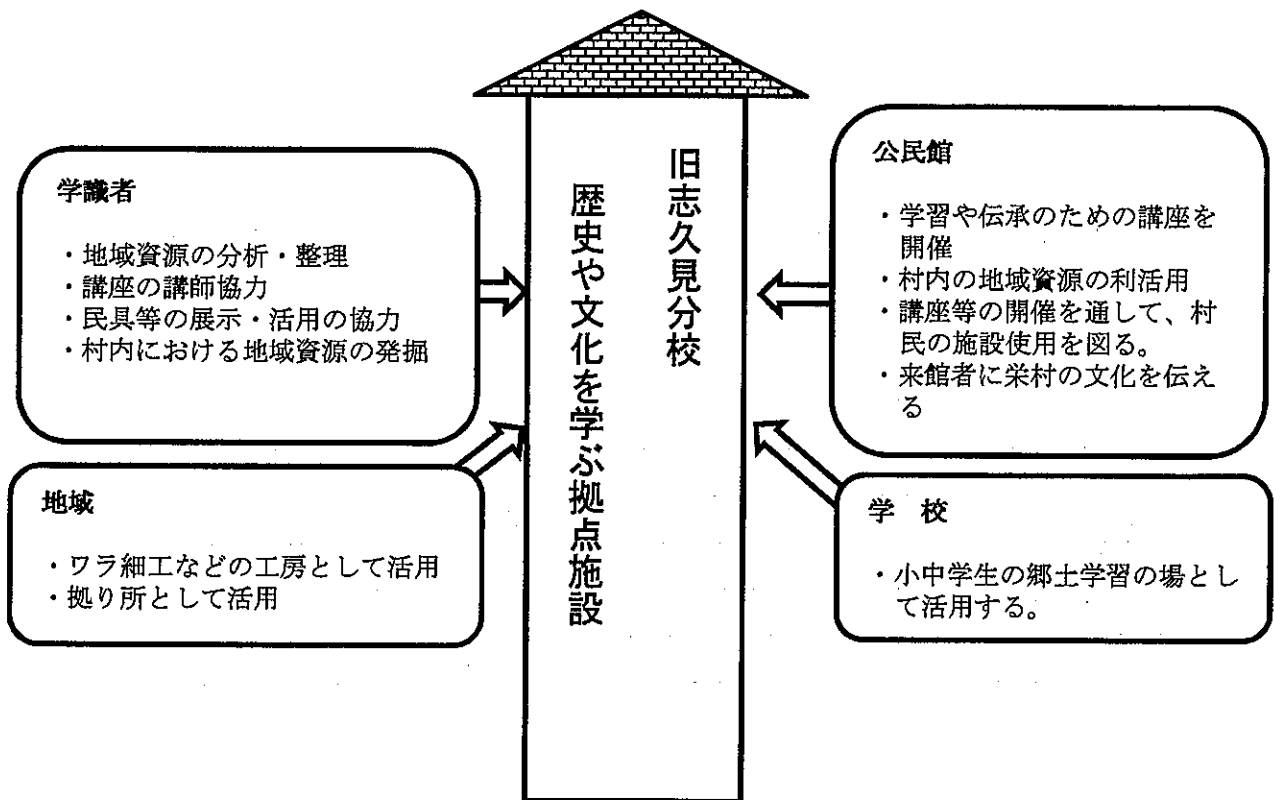 旧志久見分校
歴史や文化を学ぶ拠点施設
学識者
・地域資源の分析・整理
・講座の講師協力
・民具等の展示・活用の協力
・村内における地域資源の発掘
地域
・ワラ細工などの工房として活用
・拠り所として活用
公民館
・学習や伝承のための講座を
開催
・村内の地域資源の利活用
・講座等の開催を通して、村
民の施設使用を図る。
・来館者に栄村の文化を伝え
る
学　校
・小中学生の郷土学習の場とし
て活用する。